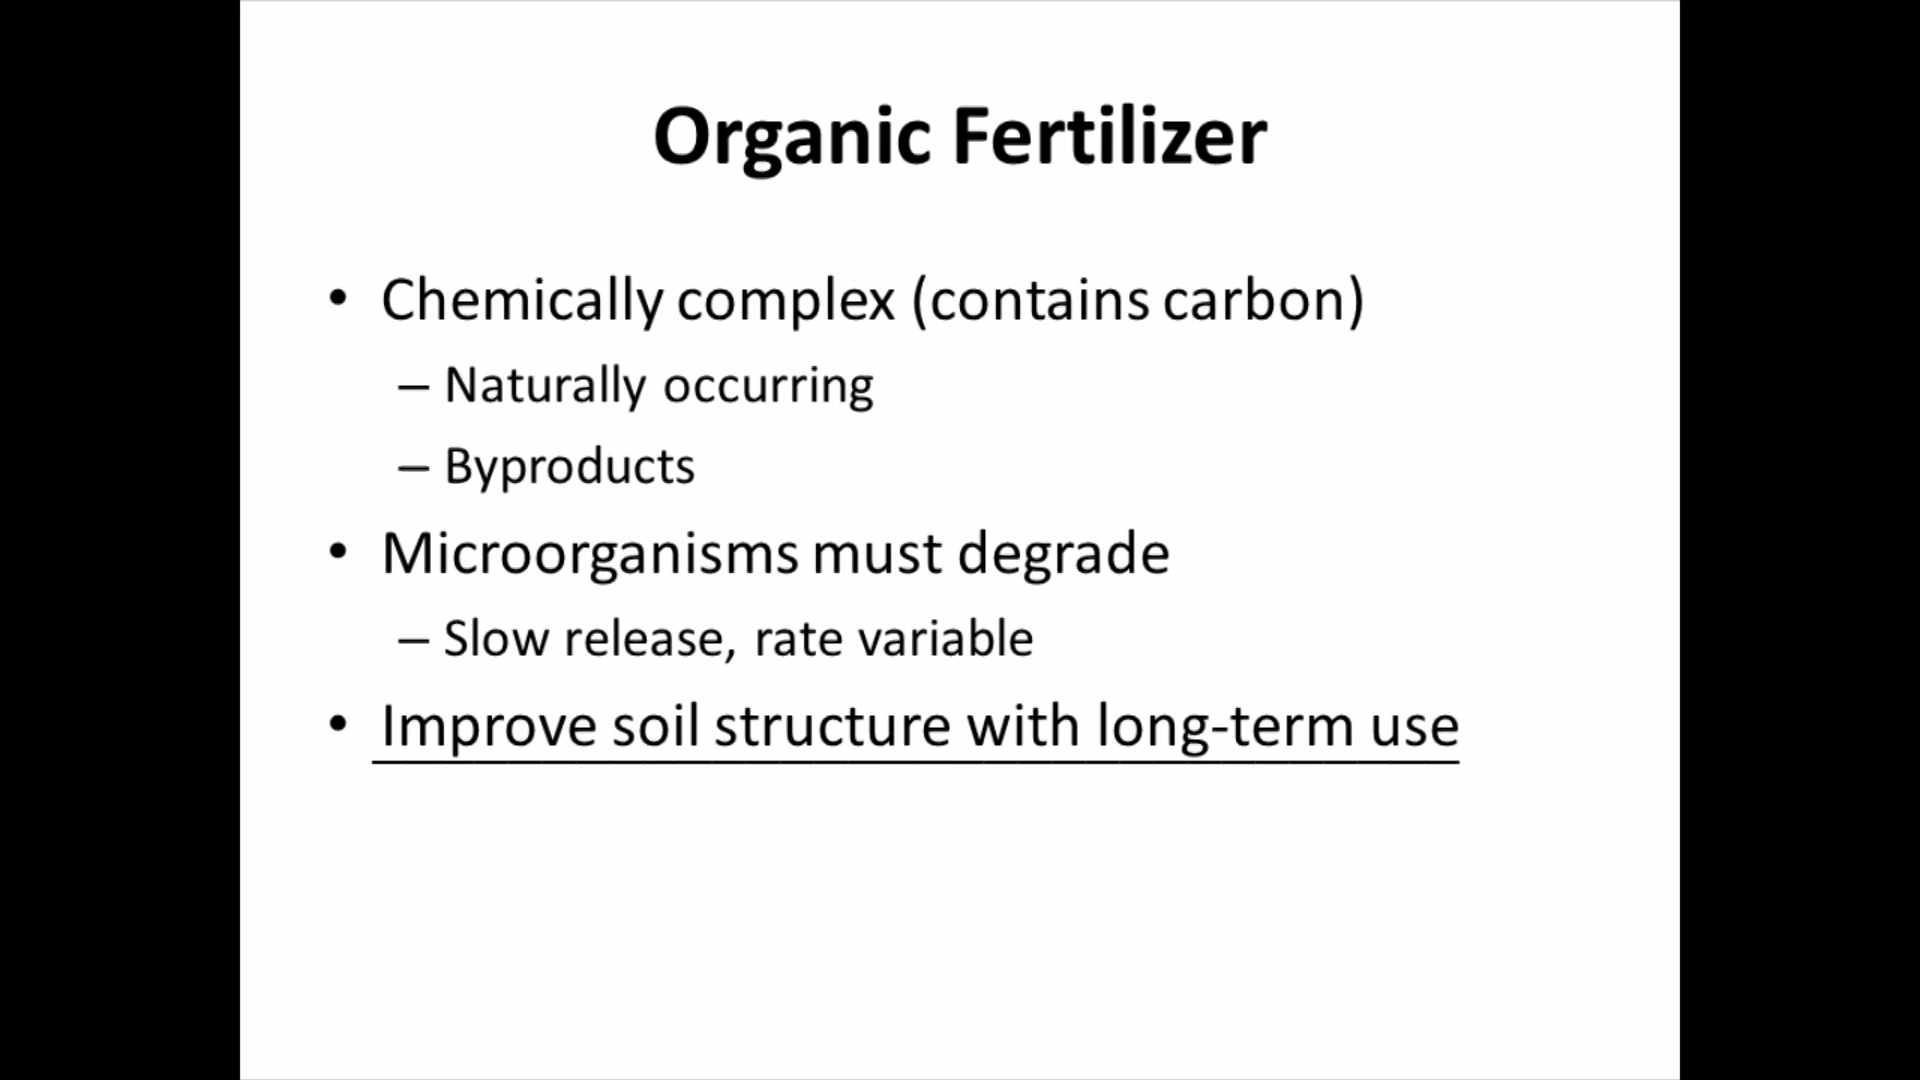 Organic Fertilizer
• Chemically complex (contains carbon)
– Naturally occurring
– Byproducts
• Microorganisms must degrade
– Slow release, rate variable
• Improve soil structure with long-term use